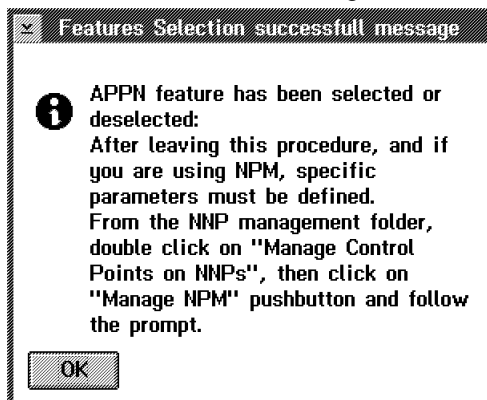 Features Selection successfull message
APPN feature has been selected or
deselected:
After leaving this procedure, and if
you are using NPM, specific
parameters must be defined.
From the NNP management folder,
double click on "Manage Control
Points on NNPs", then click on
"Manage NPM" pushbutton and follow
the prompt.
OK